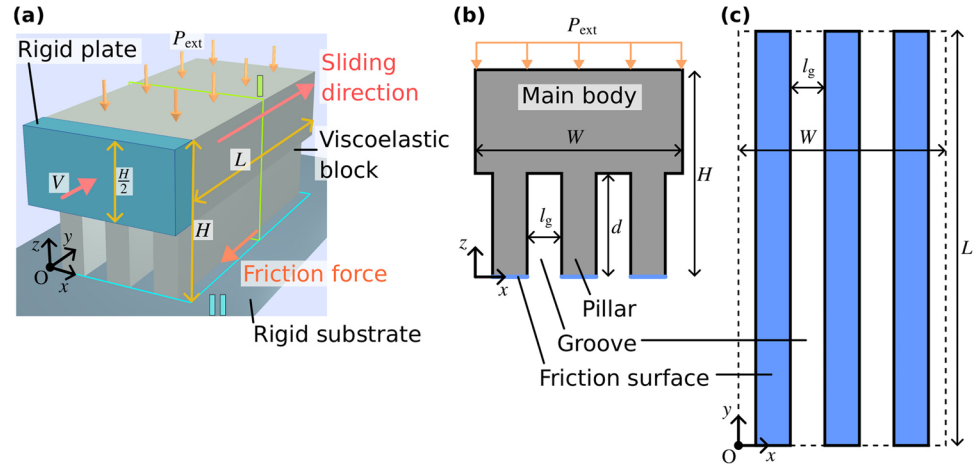 (a)
P_ext
Rigid plate
Sliding
direction
Viscoelastic
block
L
H/2
V
H
z
y
O
x
Friction force
Rigid substrate
(b)
P_ext
Main body
W
H
l_g
d
z
x
Pillar
Groove
Friction surface
(c)
l_g
W
L
y
O
x